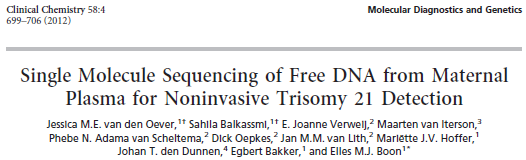 Clinical Chemistry 58:4
699–706 (2012)
Molecular Diagnostics and Genetics
Single Molecule Sequencing of Free DNA from Maternal
Plasma for Noninvasive Trisomy 21 Detection
Jessica M.E. van den Oever,¹† Sahila Balkassmi,¹† E. Joanne Verweij,² Maarten van Iterson,³
Phebe N. Adama van Scheltema,² Dick Oepkes,² Jan M.M. van Lith,² Mariëtte J.V. Hoffer,¹
Johan T. den Dunnen,⁴ Egbert Bakker,¹ and Elles M.J. Boon¹*